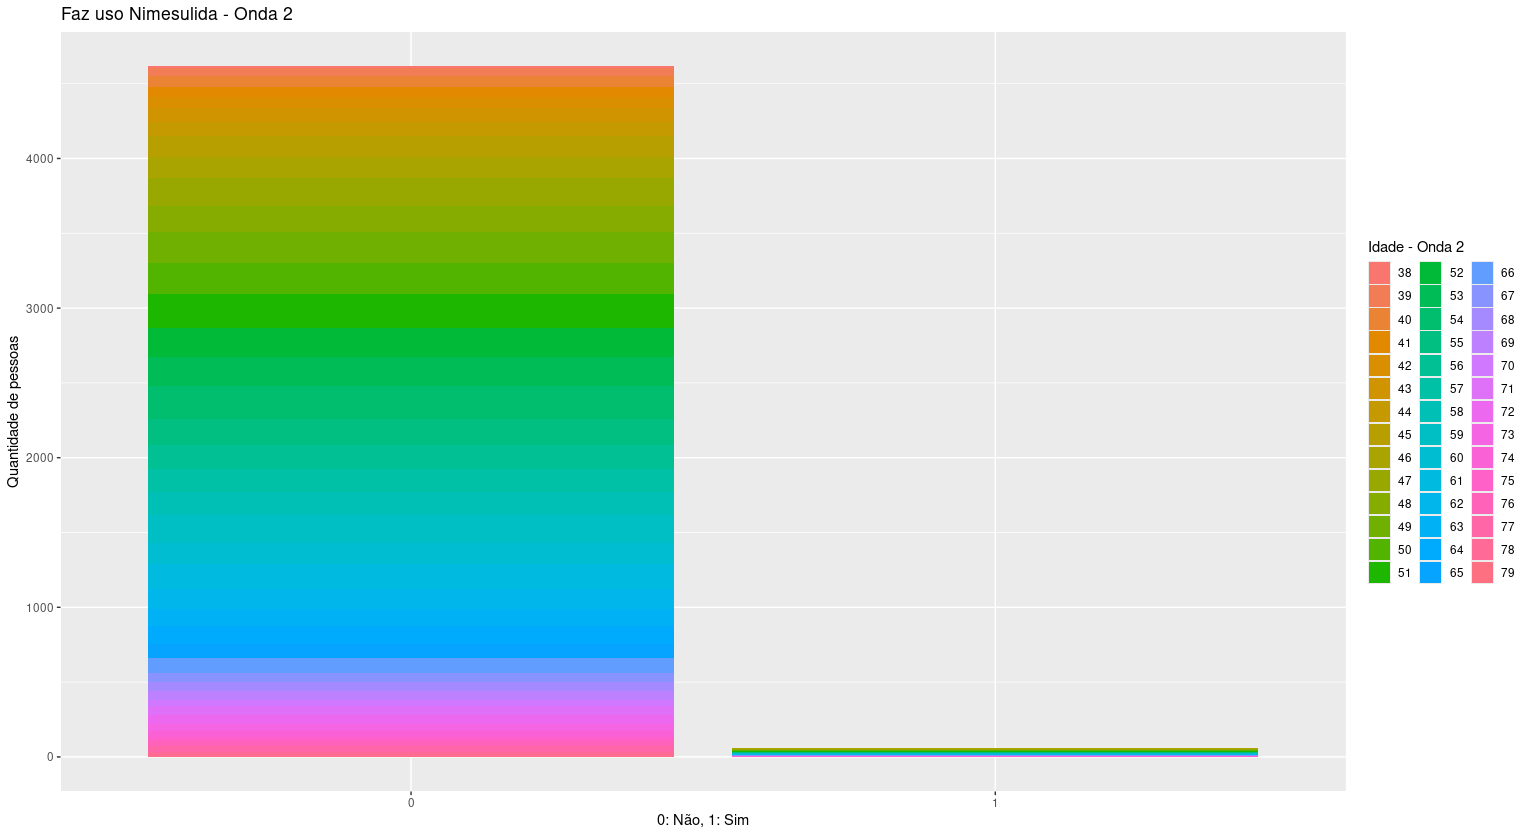 Faz uso Nimesulida - Onda 2
Quantidade de pessoas
4000
3000
2000
1000
0
0
1
0: Não, 1: Sim
Idade - Onda 2
38 52 66
39 53 67
40 54 68
41 55 69
42 56 70
43 57 71
44 58 72
45 59 73
46 60 74
47 61 75
48 62 76
49 63 77
50 64 78
51 65 79